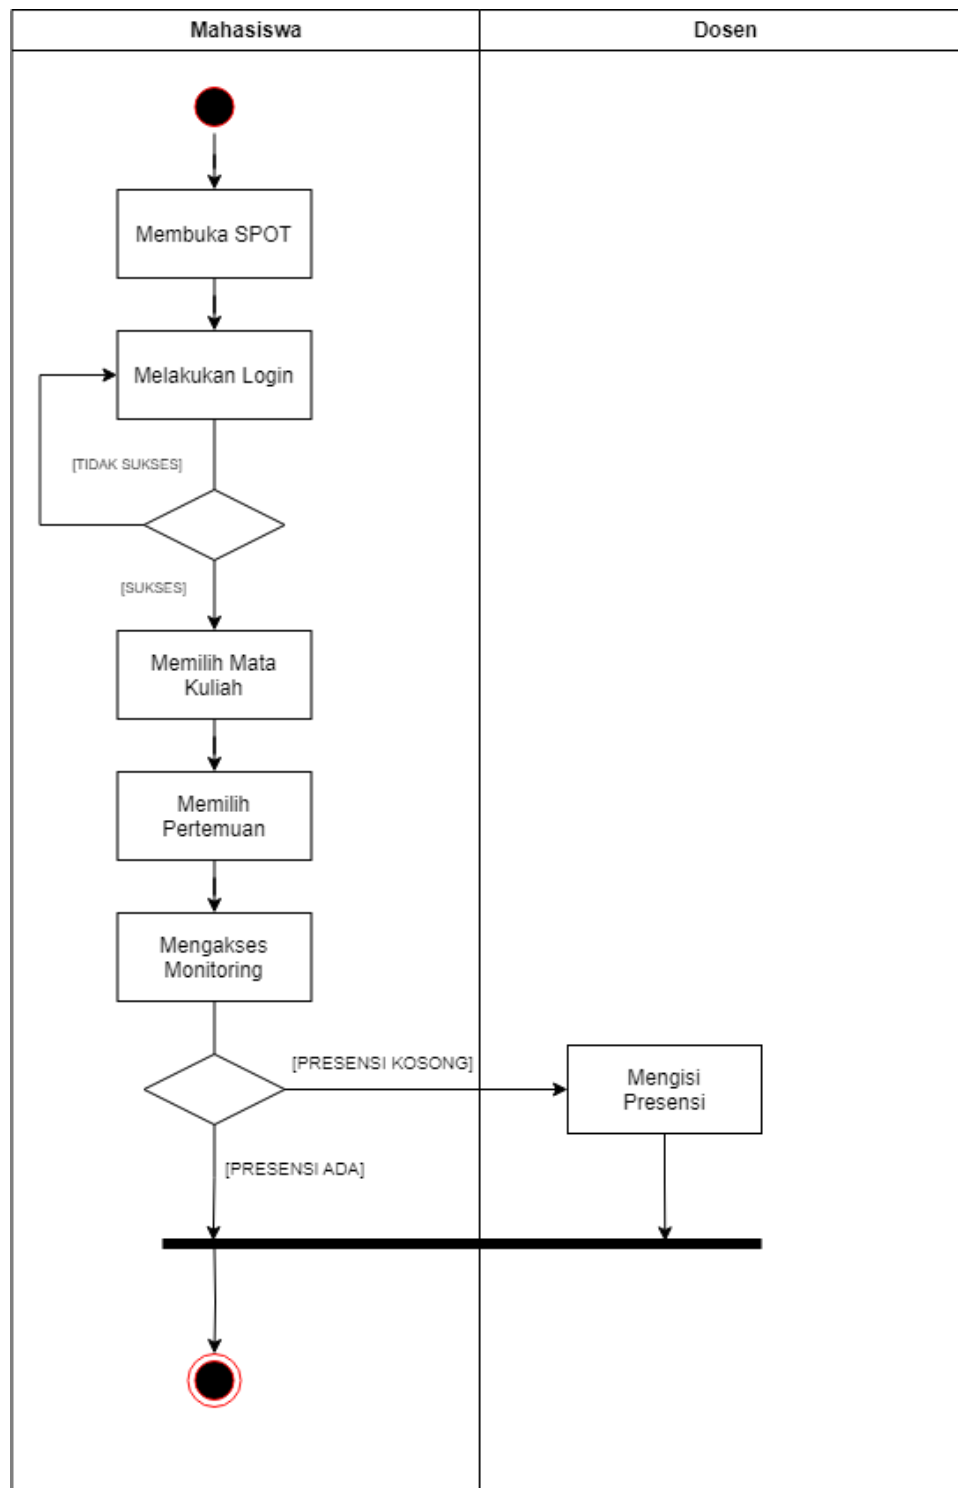 Mahasiswa
Dosen
Membuka SPOT
Melakukan Login
[TIDAK SUKSES]
[SUKSES]
Memilih Mata
Kuliah
Memilih
Pertemuan
Mengakses
Monitoring
[PRESENSI KOSONG]
Mengisi
Presensi
[PRESENSI ADA]